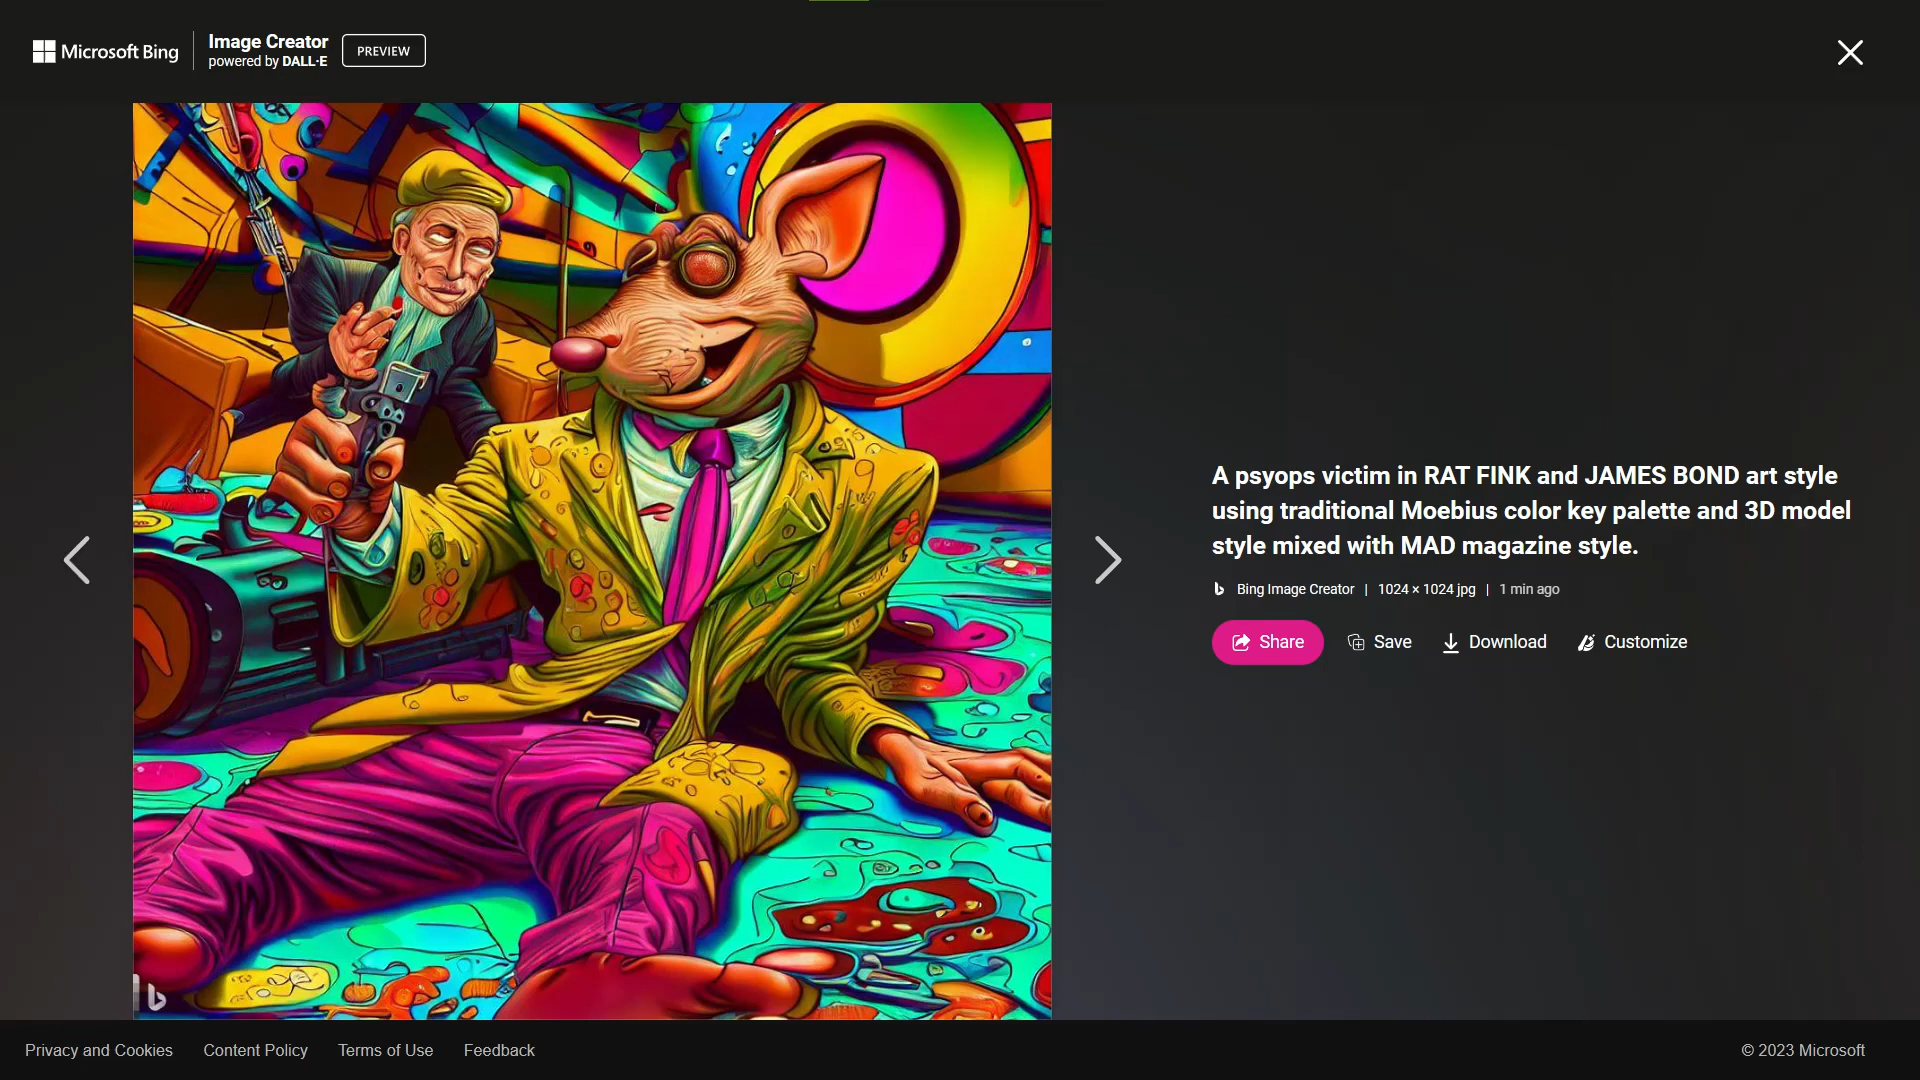 Microsoft Bing
Image Creator
powered by DALL·E
PREVIEW
A psyops victim in RAT FINK and JAMES BOND art style
using traditional Moebius color key palette and 3D model
style mixed with MAD magazine style.
Bing Image Creator | 1024 × 1024 jpg | 1 min ago
Share Save Download Customize
Privacy and Cookies Content Policy Terms of Use Feedback
© 2023 Microsoft